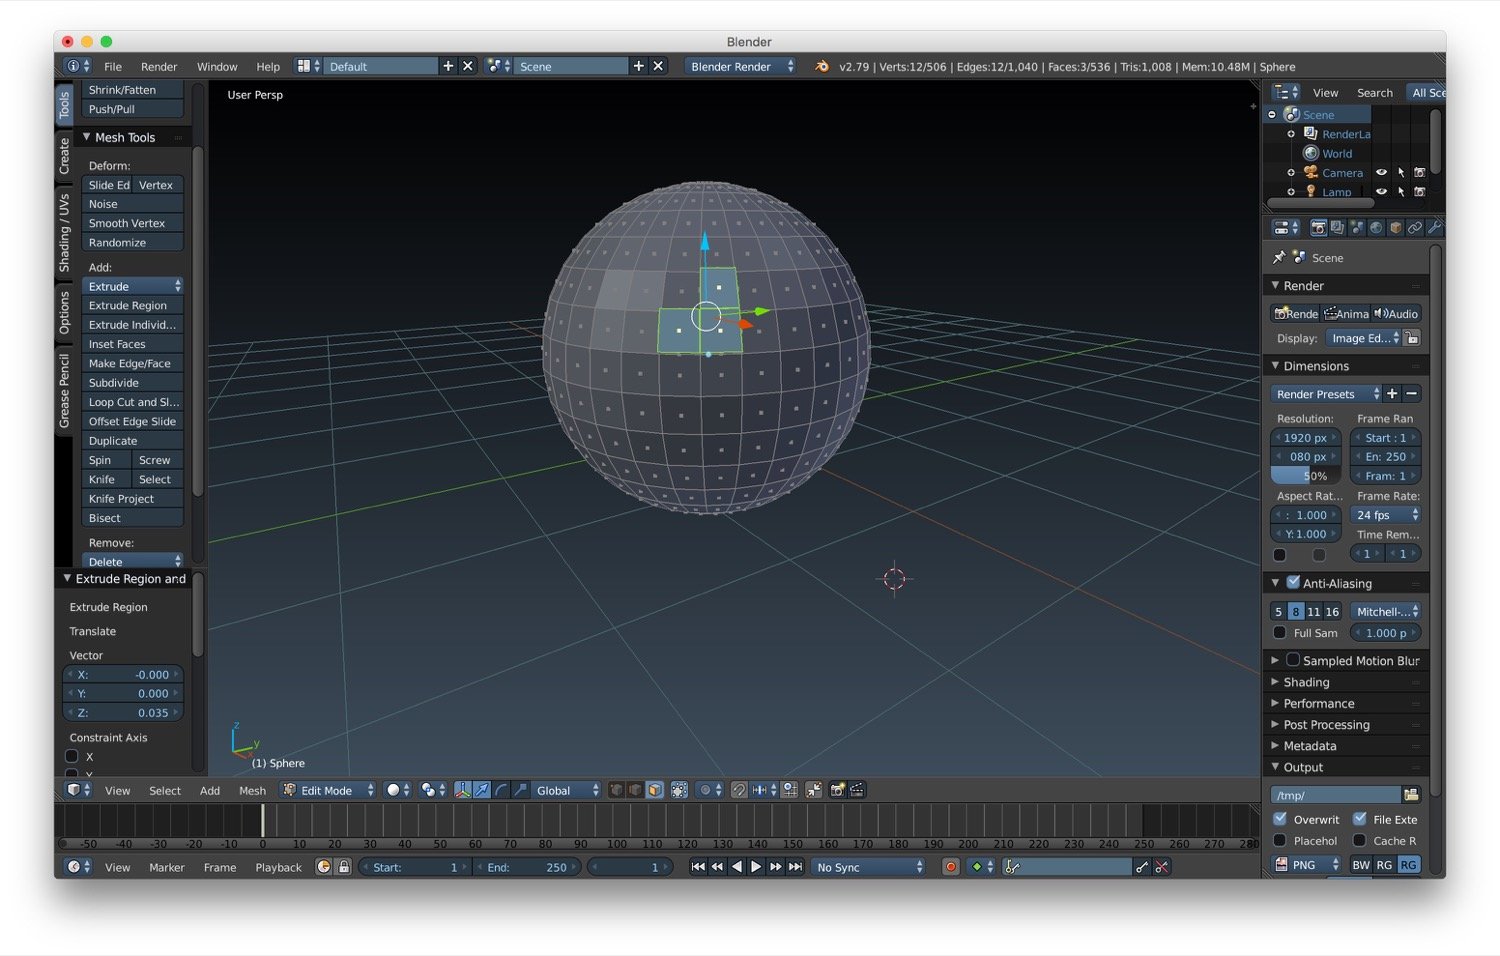 Blender
File Render Window Help Default Scene Blender Render v2.79 | Verts:12/506 | Edges:12/1,040 | Faces:3/536 | Tris:1,008 | Mem:10.48M | Sphere
Tools
Create
Shading / UVs
Options
Grease Pencil
Shrink/Fatten
Push/Pull
Mesh Tools
Deform:
Slide Ed Vertex
Noise
Smooth Vertex
Randomize
Add:
Extrude
Extrude Region
Extrude Individ...
Inset Faces
Make Edge/Face
Subdivide
Loop Cut and Sl...
Offset Edge Slide
Duplicate
Spin Screw
Knife Select
Knife Project
Bisect
Remove:
Delete
Extrude Region and
Extrude Region
Translate
Vector
X: -0.000
Y: 0.000
Z: 0.035
Constraint Axis
X
Y
User Persp
z
y
(1) Sphere
View Select Add Mesh Edit Mode Global
-50 -40 -30 -20 -10 0 10 20 30 40 50 60 70 80 90 100 110 120 130 140 150 160 170 180 190 200 210 220 230 240 250 260 270 280
View Marker Frame Playback Start: 1 End: 250 1 No Sync
View Search All Sce
Scene
RenderLa
World
Camera
Lamp
Scene
Render
Rende Anima Audio
Display: Image Ed...
Dimensions
Render Presets
Resolution: Frame Ran
1920 px Start : 1
080 px En: 250
50% Fram: 1
Aspect Rat... Frame Rate:
: 1.000 24 fps
Y: 1.000 Time Rem...
1 1
Anti-Aliasing
5 8 11 16 Mitchell-...
Full Sam 1.000 p
Sampled Motion Blur
Shading
Performance
Post Processing
Metadata
Output
/tmp/
Overwrit File Exte
Placehol Cache R
PNG BW RG RG